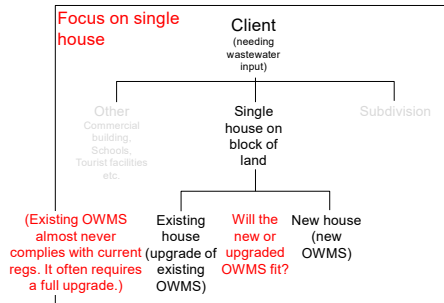 Focus on single
house
Client
(needing
wastewater
input)
Other
Commercial
building,
Schools,
Tourist facilities
etc.
Single
house on
block of
land
Subdivision
(Existing OWMS
almost never
complies with current
regs. It often requires
a full upgrade.)
Existing
house
(upgrade of
existing
OWMS)
Will the
new or
upgraded
OWMS fit?
New house
(new
OWMS)